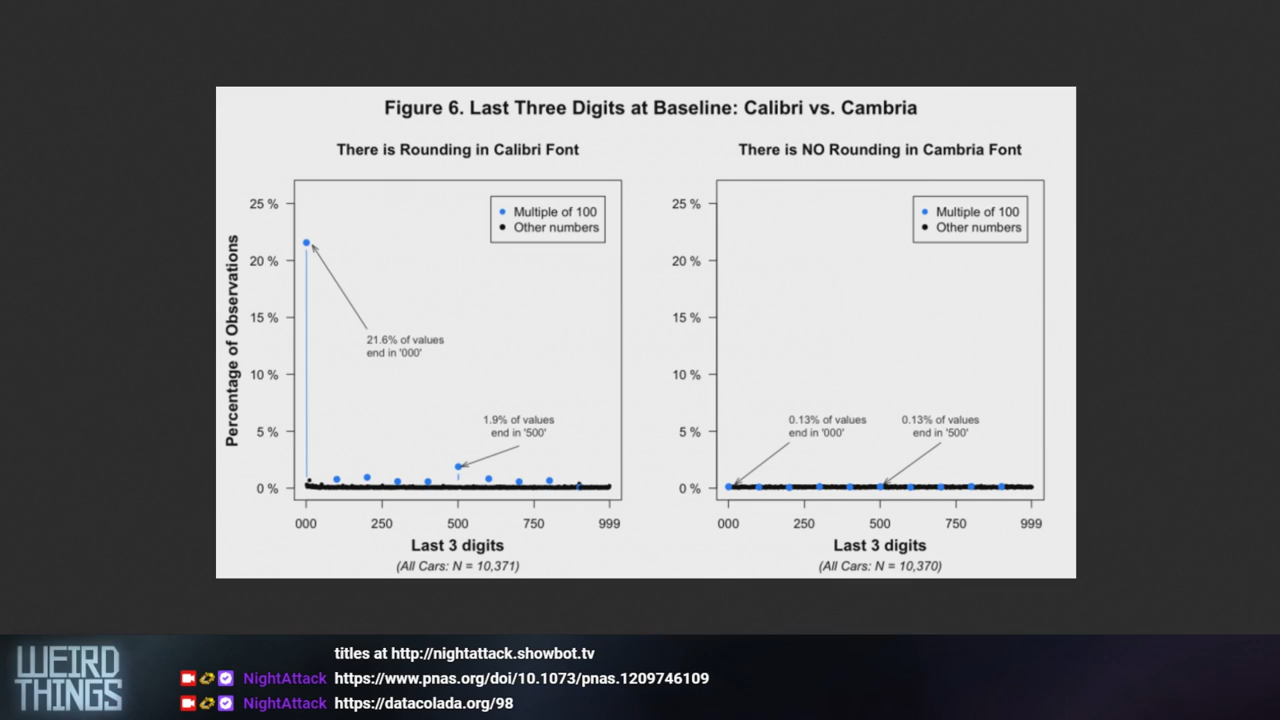 Figure 6. Last Three Digits at Baseline: Calibri vs. Cambria
There is Rounding in Calibri Font
There is NO Rounding in Cambria Font
Percentage of Observations
25 %
20 %
15 %
10 %
5 %
0 %
Multiple of 100
Other numbers
21.6% of values
end in '000'
1.9% of values
end in '500'
000
250
500
750
999
Last 3 digits
(All Cars: N = 10,371)
25 %
20 %
15 %
10 %
5 %
0 %
Multiple of 100
Other numbers
0.13% of values
end in '000'
0.13% of values
end in '500'
000
250
500
750
999
Last 3 digits
(All Cars: N = 10,370)
WEIRD
THINGS
titles at http://nightattack.showbot.tv
NightAttack https://www.pnas.org/doi/10.1073/pnas.1209746109
NightAttack https://datacolada.org/98